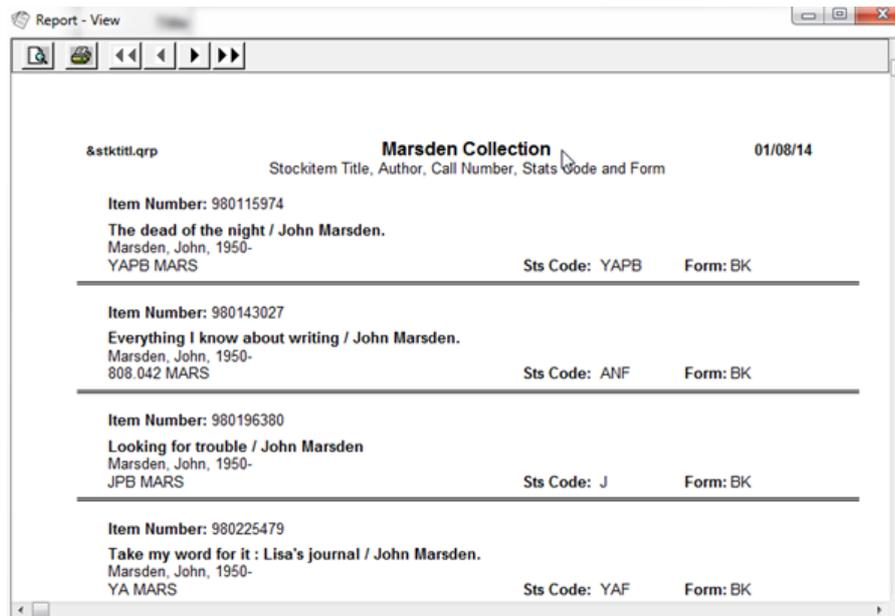 Report - View
&stktitl.qrp Marsden Collection 01/08/14
Stockitem Title, Author, Call Number, Stats Code and Form
Item Number: 980115974
The dead of the night / John Marsden.
Marsden, John, 1950-
YAPB MARS Sts Code: YAPB Form: BK
Item Number: 980143027
Everything I know about writing / John Marsden.
Marsden, John, 1950-
808.042 MARS Sts Code: ANF Form: BK
Item Number: 980196380
Looking for trouble / John Marsden
Marsden, John, 1950-
JPB MARS Sts Code: J Form: BK
Item Number: 980225479
Take my word for it : Lisa's journal / John Marsden.
Marsden, John, 1950-
YA MARS Sts Code: YAF Form: BK